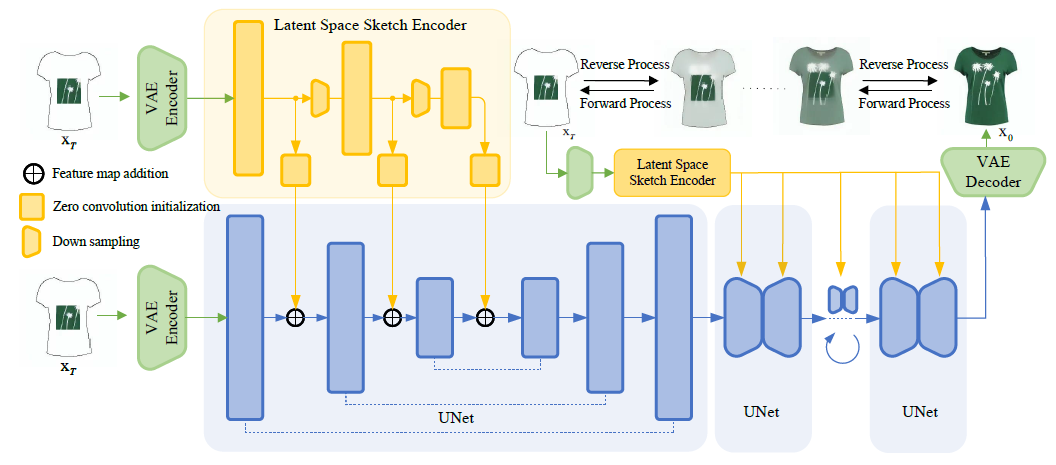 Latent Space Sketch Encoder
VAE
Encoder
x_T
Reverse Process
Forward Process
Reverse Process
Forward Process
x_T
x_0
VAE
Decoder
Latent Space
Sketch Encoder
Feature map addition
Zero convolution initialization
Down sampling
VAE
Encoder
x_T
UNet
UNet
UNet